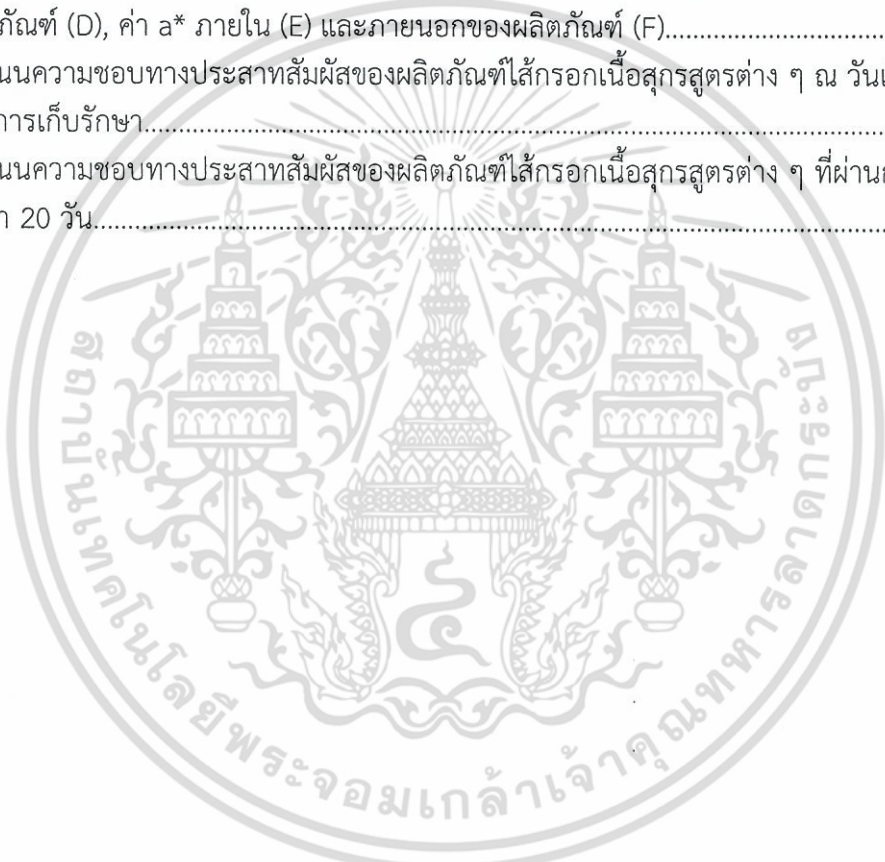 ภัณฑ์ (D), ค่า a* ภายใน (E) และภายนอกของผลิตภัณฑ์ (F)....................................
นนความชอบทางประสาทสัมผัสของผลิตภัณฑ์ไส้กรอกเนื้อสุกรสูตรต่าง ๆ ณ วัน
การเก็บรักษา....................................................................................
นนความชอบทางประสาทสัมผัสของผลิตภัณฑ์ไส้กรอกเนื้อสุกรสูตรต่าง ๆ ที่ผ่าน
20 วัน....................................................................................
สถาบันเทคโนโลยีพระจอมเกล้าเจ้าคุณทหารลาดกระบัง